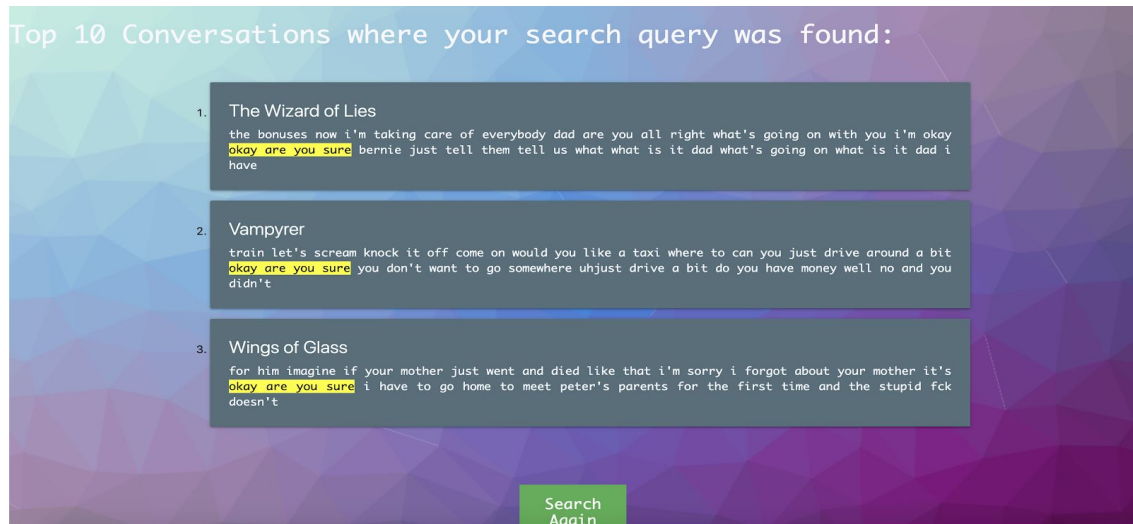 Top 10 Conversations where your search query was found:
1. The Wizard of Lies
the bonuses now i'm taking care of everybody dad are you all right what's going on with you i'm okay
okay are you sure bernie just tell them tell us what what is it dad what's going on what is it dad i
have
2. Vampyrer
train let's scream knock it off come on would you like a taxi where to can you just drive around a bit
okay are you sure you don't want to go somewhere uhjust drive a bit do you have money well no and you
didn't
3. Wings of Glass
for him imagine if your mother just went and died like that i'm sorry i forgot about your mother it's
okay are you sure i have to go home to meet peter's parents for the first time and the stupid fck
doesn't
Search
Again